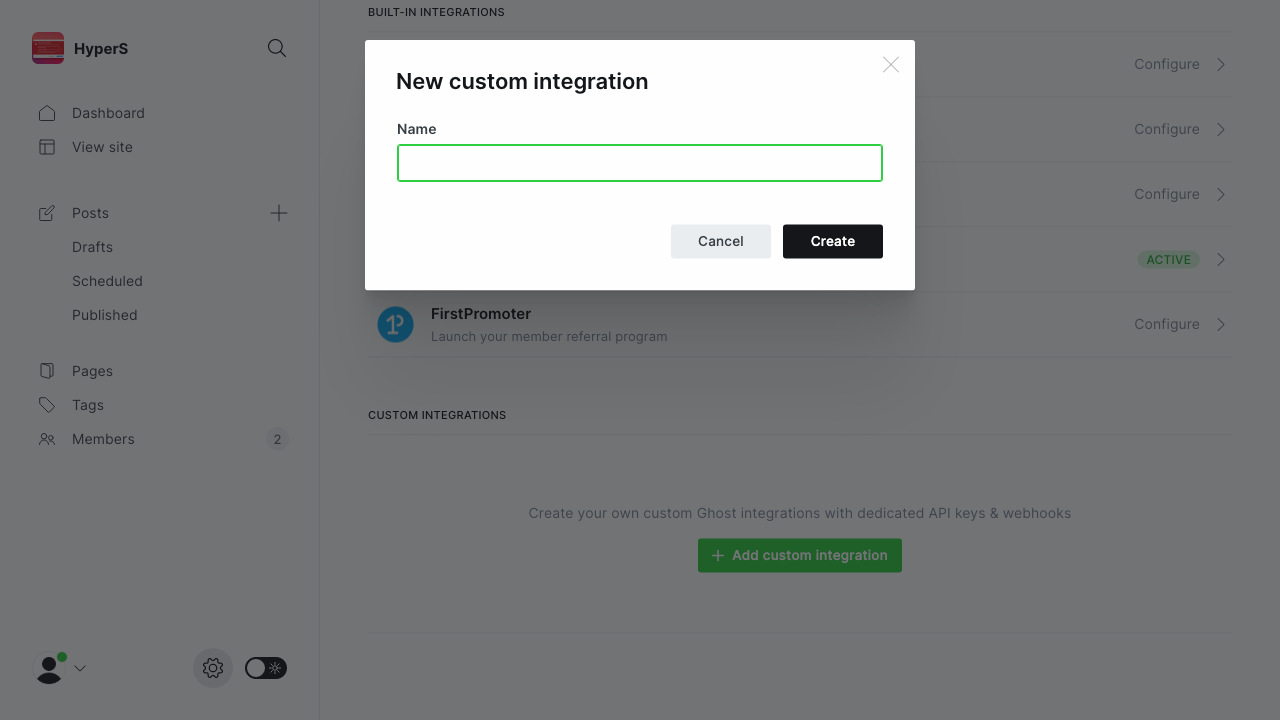 HyperS
Dashboard
View site
Posts
Drafts
Scheduled
Published
Pages
Tags
Members
2
BUILT-IN INTEGRATIONS
Configure
Configure
Configure
ACTIVE
FirstPromoter
Launch your member referral program
Configure
CUSTOM INTEGRATIONS
Create your own custom Ghost integrations with dedicated API keys & webhooks
Add custom integration
New custom integration
Name
Cancel
Create